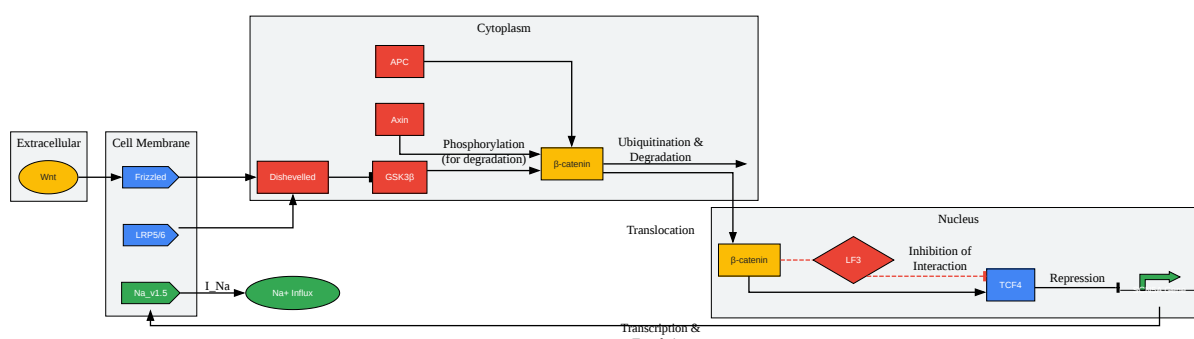 Cytoplasm
APC
Axin
Extracellular
Cell Membrane
Phosphorylation
(for degradation)
Ubiquitination &
Degradation
β-catenin
Wnt
Frizzled
Dishevelled
GSK3β
Nucleus
LRP5/6
Translocation
β-catenin
LF3
Inhibition of
Interaction
Na_v1.5
I_Na
Na+ Influx
TCF4
Repression
Transcription &